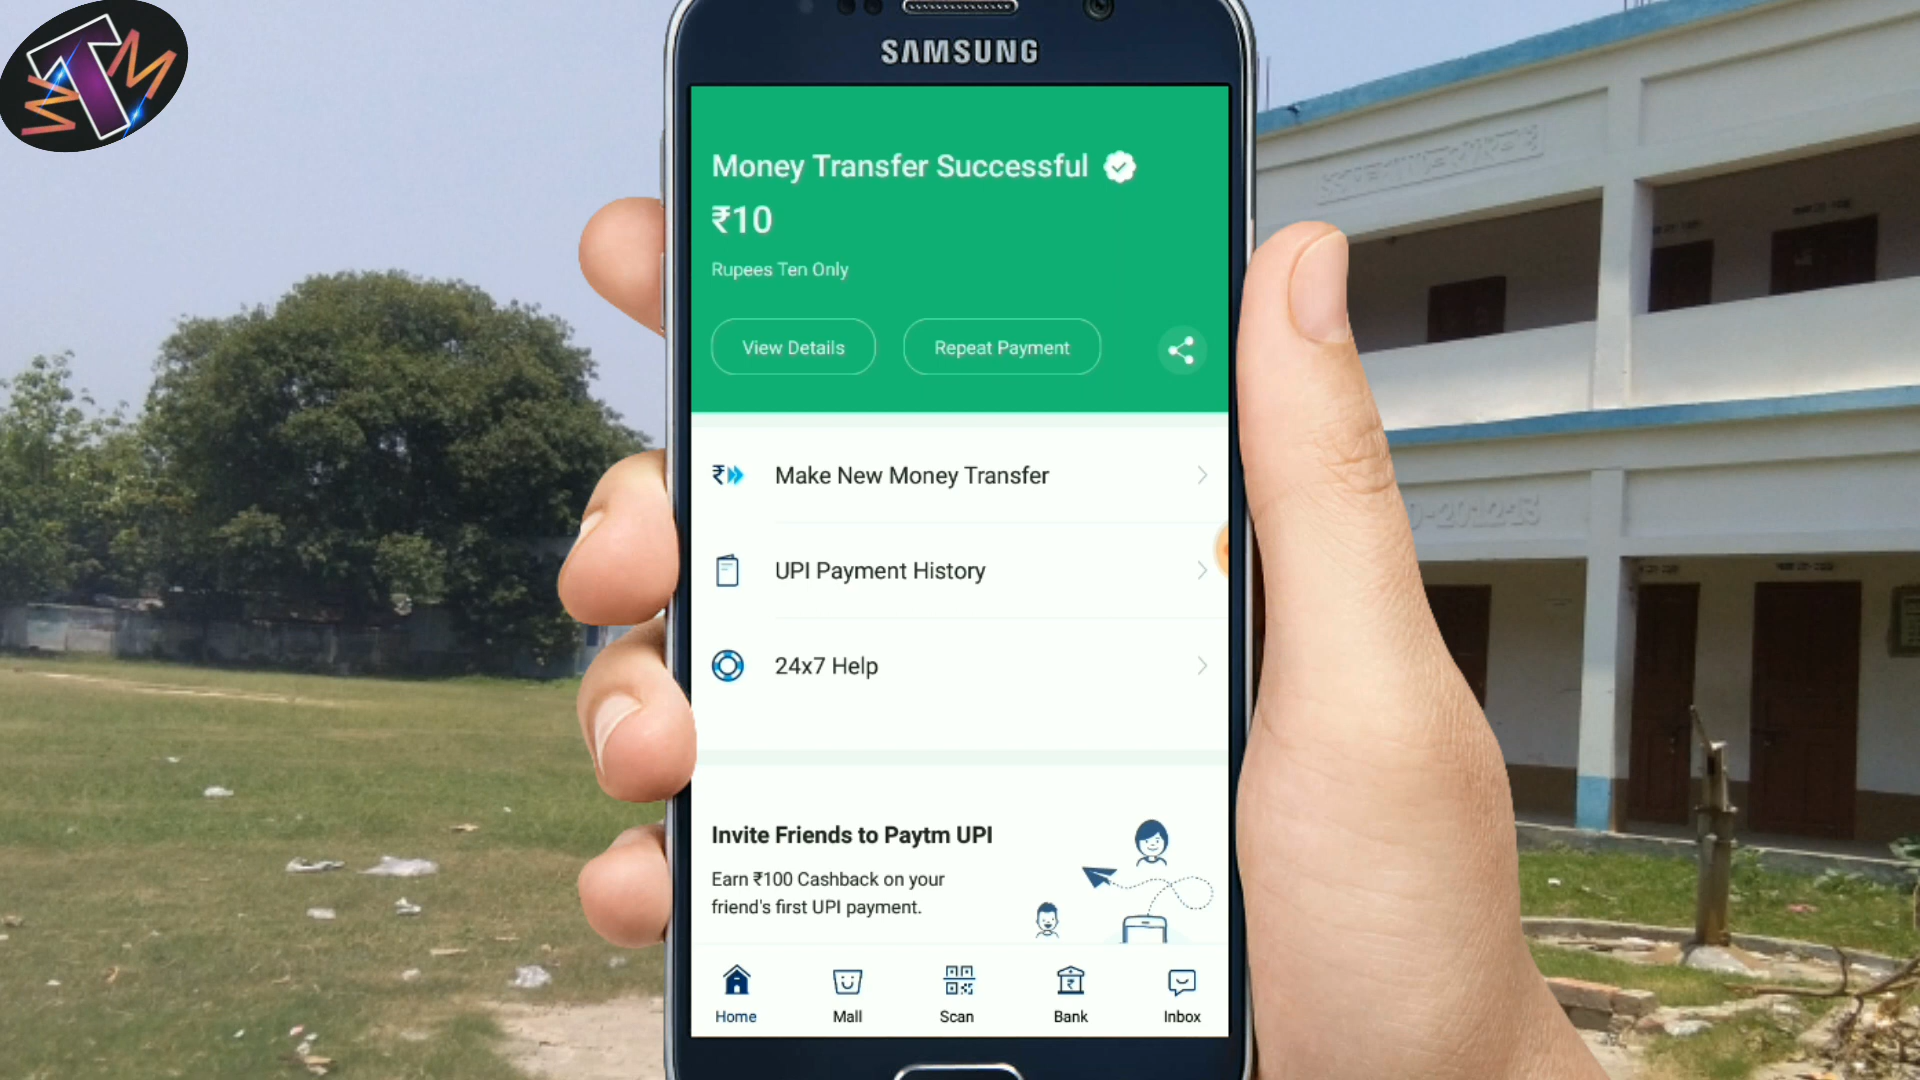 SAMSUNG
Money Transfer Successful
₹10
Rupees Ten Only
View Details
Repeat Payment
Make New Money Transfer
UPI Payment History
24x7 Help
Invite Friends to Paytm UPI
Earn ₹100 Cashback on your
friend's first UPI payment.
Home
Mall
Scan
Bank
Inbox